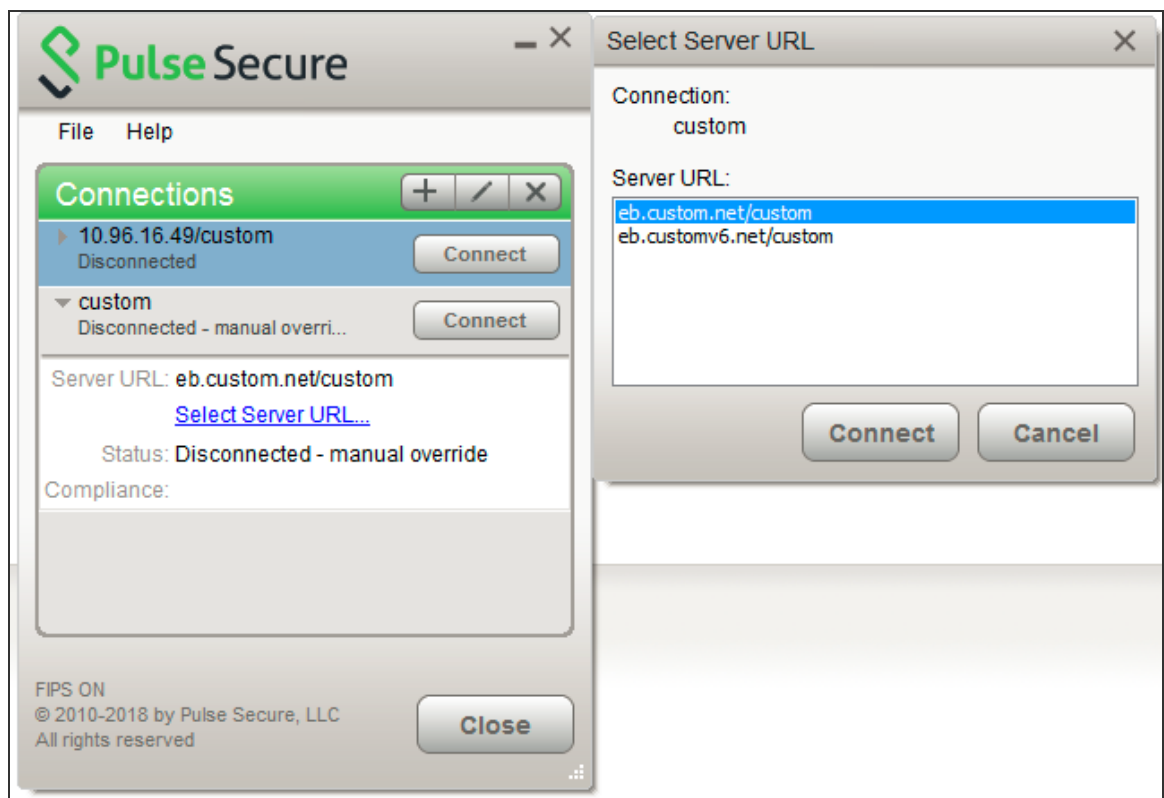 Pulse Secure
File Help
Connections
10.96.16.49/custom
Disconnected
Connect
custom
Disconnected - manual overri...
Connect
Server URL: eb.custom.net/custom
Select Server URL...
Status: Disconnected - manual override
Compliance:
FIPS ON
© 2010-2018 by Pulse Secure, LLC
All rights reserved
Close
Select Server URL
Connection:
custom
Server URL:
eb.custom.net/custom
eb.customv6.net/custom
Connect Cancel